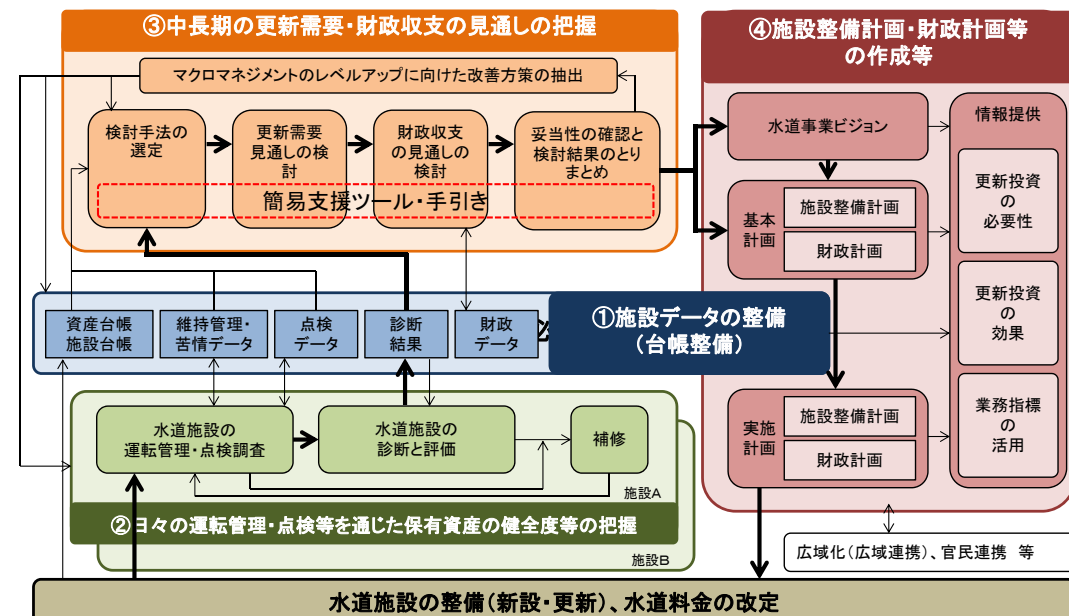 ③中長期の更新需要・財政収支の見通しの把握
マクロマネジメントのレベルアップに向けた改善方策の抽出
検討手法の
選定
更新需要
見通しの検
討
財政収支
の見通しの
検討
妥当性の確認と
検討結果のとり
まとめ
簡易支援ツール・手引き
④施設整備計画・財政計画等
の作成等
水道事業ビジョン
基本
計画
施設整備計画
財政計画
実施
計画
施設整備計画
財政計画
情報提供
更新投資
の
必要性
更新投資
の
効果
業務指標
の
活用
資産台帳
施設台帳
維持管理・
苦情データ
点検
データ
診断
結果
財政
データ
①施設データの整備
（台帳整備）
水道施設の
運転管理・点検調査
水道施設の
診断と評価
補修
施設A
②日々の運転管理・点検等を通じた保有資産の健全度等の把握
施設B
広域化（広域連携）、官民連携 等
水道施設の整備（新設・更新）、水道料金の改定